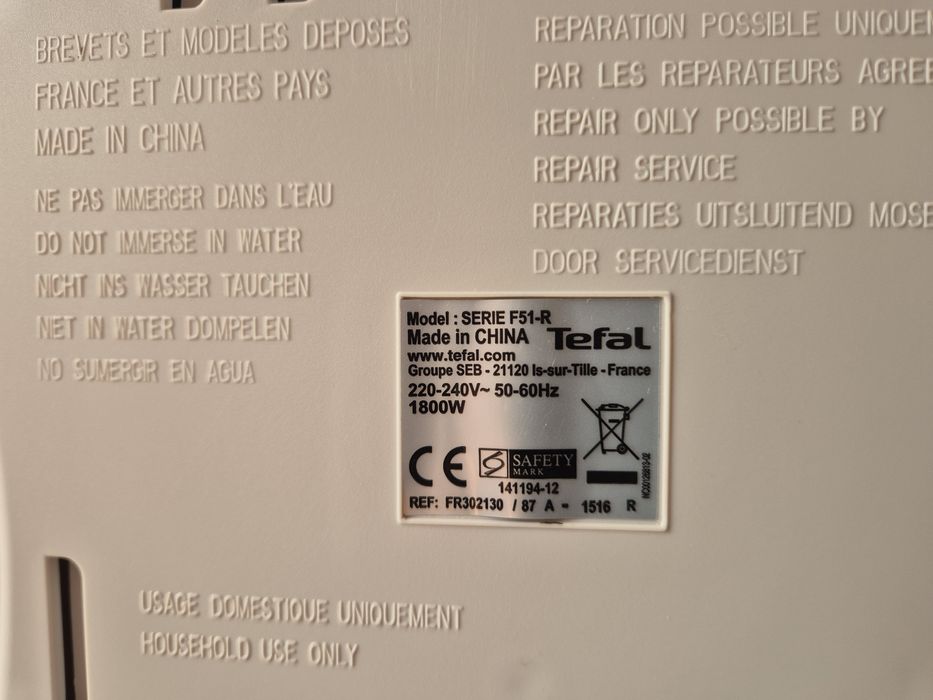 BREVETS ET MODELES DEPOSES
FRANCE ET AUTRES PAYS
MADE IN CHINA
NE PAS IMMERGER DANS L'EAU
DO NOT IMMERSE IN WATER
NICHT INS WASSER TAUCHEN
NIET IN WATER DOMPELEN
NO SUMERGIR EN AGUA
REPARATION POSSIBLE UNIQUEM
PAR LES REPARATEURS AGREE
REPAIR ONLY POSSIBLE BY
REPAIR SERVICE
REPARATIES UITSLUITEND MOGE
DOOR SERVICEDIENST
Model : SERIE F51-R
Made in CHINA Tefal
www.tefal.com
Groupe SEB - 21120 Is-sur-Tille - France
220-240V~ 50-60Hz
1800W
CE S SAFETY
MARK
141194-12
REF: FR302130 / 87 A - 1516 R
USAGE DOMESTIQUE UNIQUEMENT
HOUSEHOLD USE ONLY